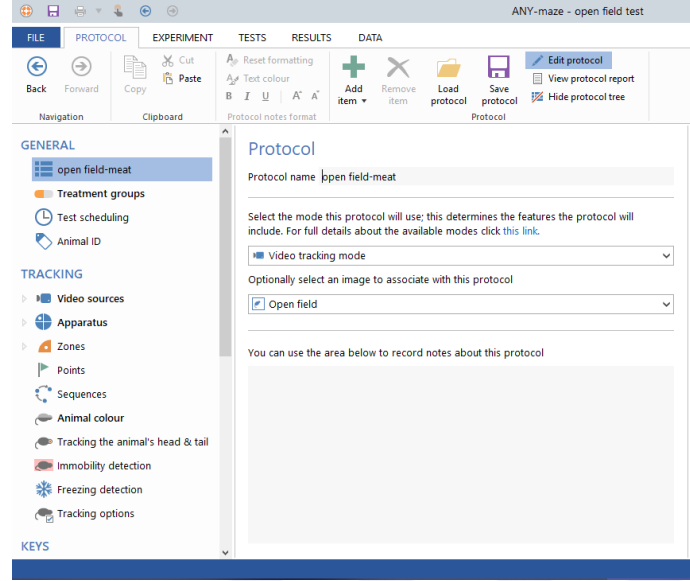 ANY-maze - open field test
FILE PROTOCOL EXPERIMENT TESTS RESULTS DATA
Back Forward Copy Cut Paste Reset formatting Text colour B I U A A Add item Remove item Load protocol Save protocol Edit protocol View protocol report Hide protocol tree
Navigation Clipboard Protocol notes format Protocol
GENERAL
open field-meat
Treatment groups
Test scheduling
Animal ID
TRACKING
Video sources
Apparatus
Zones
Points
Sequences
Animal colour
Tracking the animal's head & tail
Immobility detection
Freezing detection
Tracking options
KEYS
Protocol
Protocol name open field-meat
Select the mode this protocol will use; this determines the features the protocol will
include. For full details about the available modes click this link.
Video tracking mode
Optionally select an image to associate with this protocol
Open field
You can use the area below to record notes about this protocol